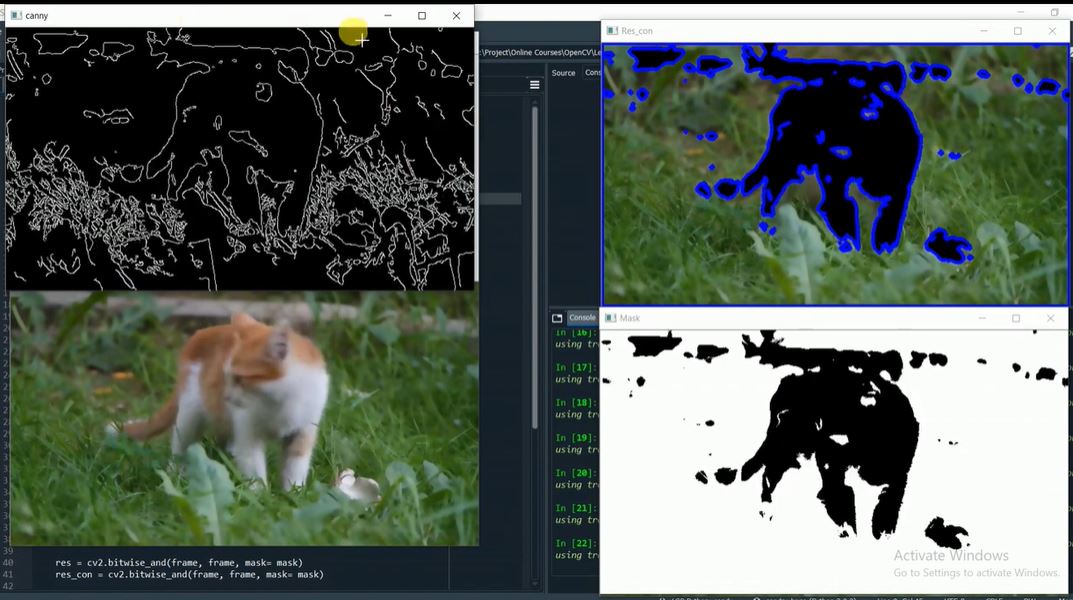 canny
Res_con
:\Project\Online Courses\OpenCV\Le
Source
Cons
Console
Mask
In [16]:
using tr
In [17]:
using tr
In [18]:
using tr
In [19]:
using tr
In [20]:
using tr
In [21]:
using tr
In [22]:
using tr
39
40 res = cv2.bitwise_and(frame, frame, mask= mask)
41 res_con = cv2.bitwise_and(frame, frame, mask= mask)
42
Activate Windows
Go to Settings to activate Windows.